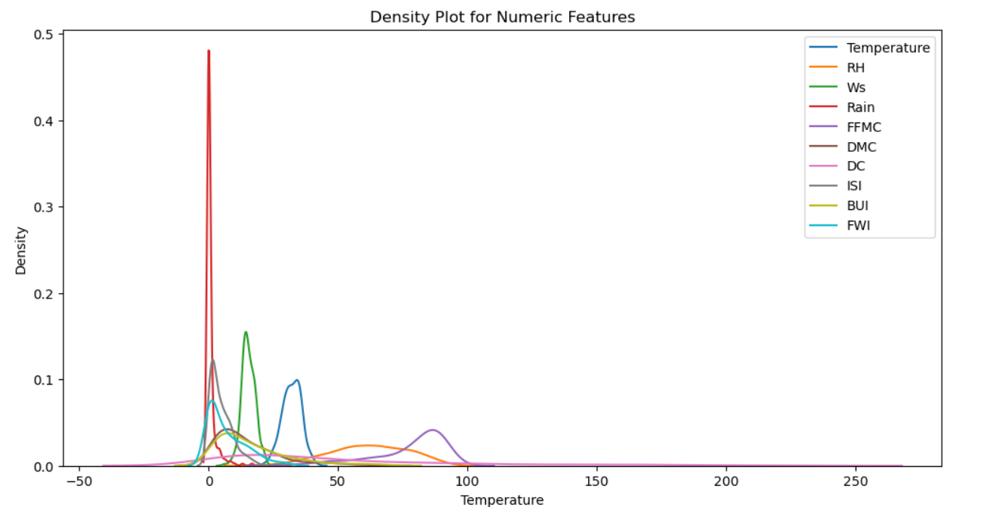 Density Plot for Numeric Features
0.5
0.4
0.3
0.2
0.1
0.0
Density
−50
0
50
100
150
200
250
Temperature
Temperature
RH
Ws
Rain
FFMC
DMC
DC
ISI
BUI
FWI